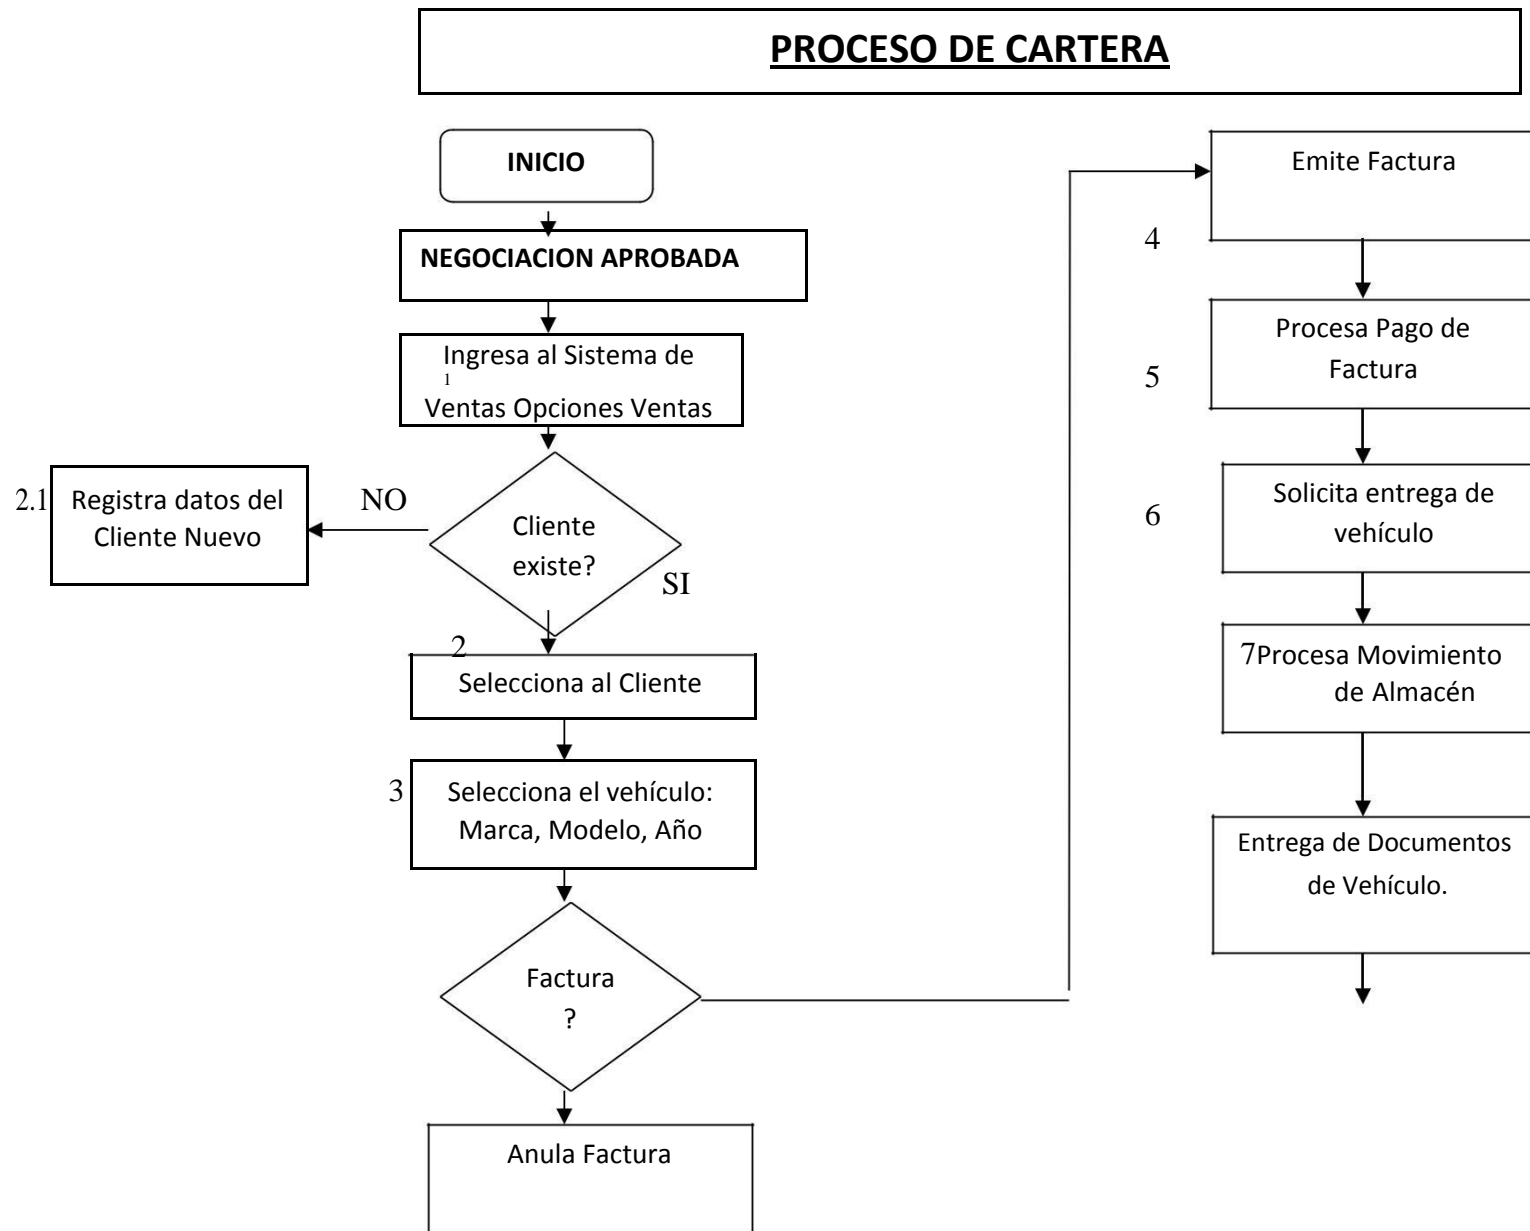 PROCESO DE CARTERA
INICIO
NEGOCIACION APROBADA
Ingresa al Sistema de
1
Ventas Opciones Ventas
2.1
Registra datos del
Cliente Nuevo
NO
Cliente
existe?
SI
2
Selecciona al Cliente
3
Selecciona el vehículo:
Marca, Modelo, Año
Factura
?
Anula Factura
Emite Factura
4
Procesa Pago de
Factura
5
Solicita entrega de
vehículo
6
7Procesa Movimiento
de Almacén
Entrega de Documentos
de Vehículo.